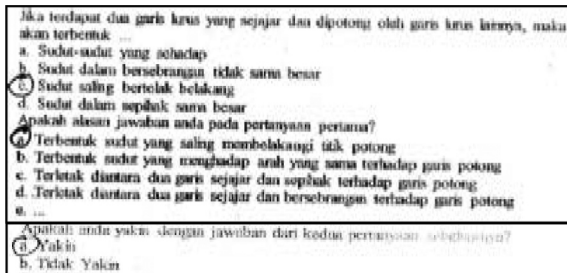 Jika terdapat dua garis lurus yang sejajar dan dipotong oleh garis lurus lainnya, maka
akan terbentuk ...
a. Sudut-sudut yang sehadap
b. Sudut dalam bersebrangan tidak sama besar
c. Sudut saling bertolak belakang
d. Sudut dalam sepihak sama besar
Apakah alasan jawaban anda pada pertanyaan pertama?
a. Terbentuk sudut yang saling membelakangi titik potong
b. Terbentuk sudut yang menghadap arah yang sama terhadap garis potong
c. Terletak diantara dua garis sejajar dan sepihak terhadap garis potong
d. Terletak diantara dua garis sejajar dan bersebrangan terhadap garis potong
e. ...
Apakah anda yakin dengan jawaban dari kedua pertanyaan sebelumnya?
a. Yakin
b. Tidak Yakin